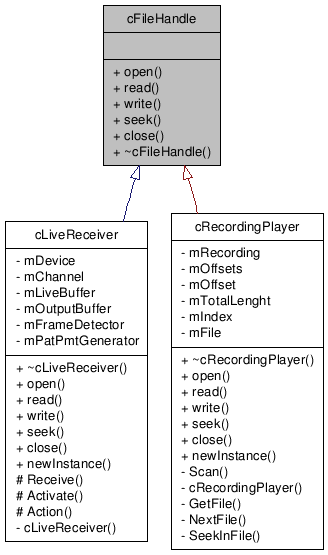 cFileHandle
+ open()
+ read()
+ write()
+ seek()
+ close()
+ ~cFileHandle()
cLiveReceiver
- mDevice
- mChannel
- mLiveBuffer
- mOutputBuffer
- mFrameDetector
- mPatPmtGenerator
+ ~cLiveReceiver()
+ open()
+ read()
+ write()
+ seek()
+ close()
+ newInstance()
# Receive()
# Activate()
# Action()
- cLiveReceiver()
cRecordingPlayer
- mRecording
- mOffsets
- mOffset
- mTotalLenght
- mIndex
- mFile
+ ~cRecordingPlayer()
+ open()
+ read()
+ write()
+ seek()
+ close()
+ newInstance()
- Scan()
- cRecordingPlayer()
- GetFile()
- NextFile()
- SeekInFile()